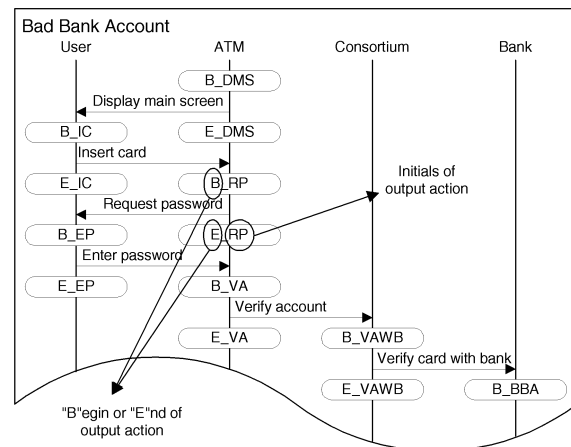 Bad Bank Account
User ATM Consortium Bank
B_DMS
Display main screen
B_IC E_DMS
Insert card
E_IC B_RP
Initials of
output action
Request password
B_EP E_RP
Enter password
E_EP B_VA
Verify account
E_VA B_VAWB
Verify card with bank
E_VAWB B_BBA
"B"egin or "E"nd of
output action